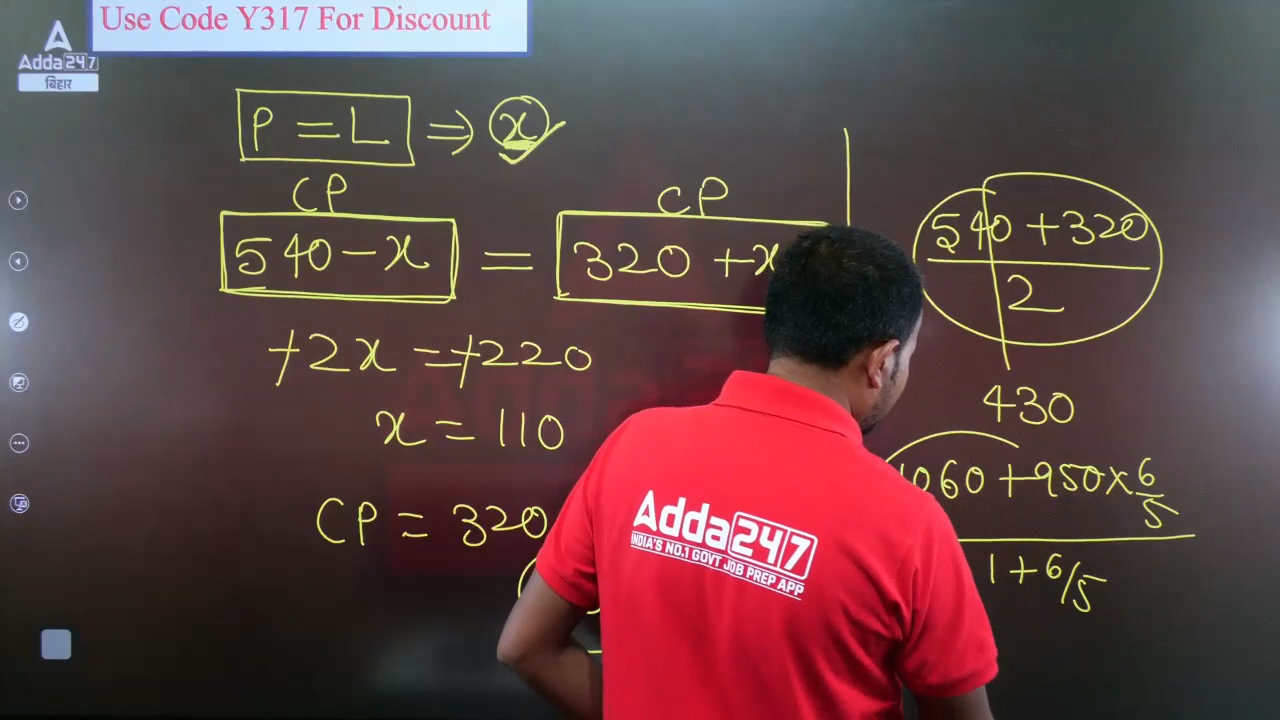 Use Code Y317 For Discount
Adda247
बिहार
P = L ⇒ x
CP
CP
540 - x = 320 + x
+2x = +220
x = 110
CP = 320
540 + 320
2
430
1060 + 950 × 6/5
1 + 6/5
Adda247
INDIA'S NO.1 GOVT JOB PREP APP